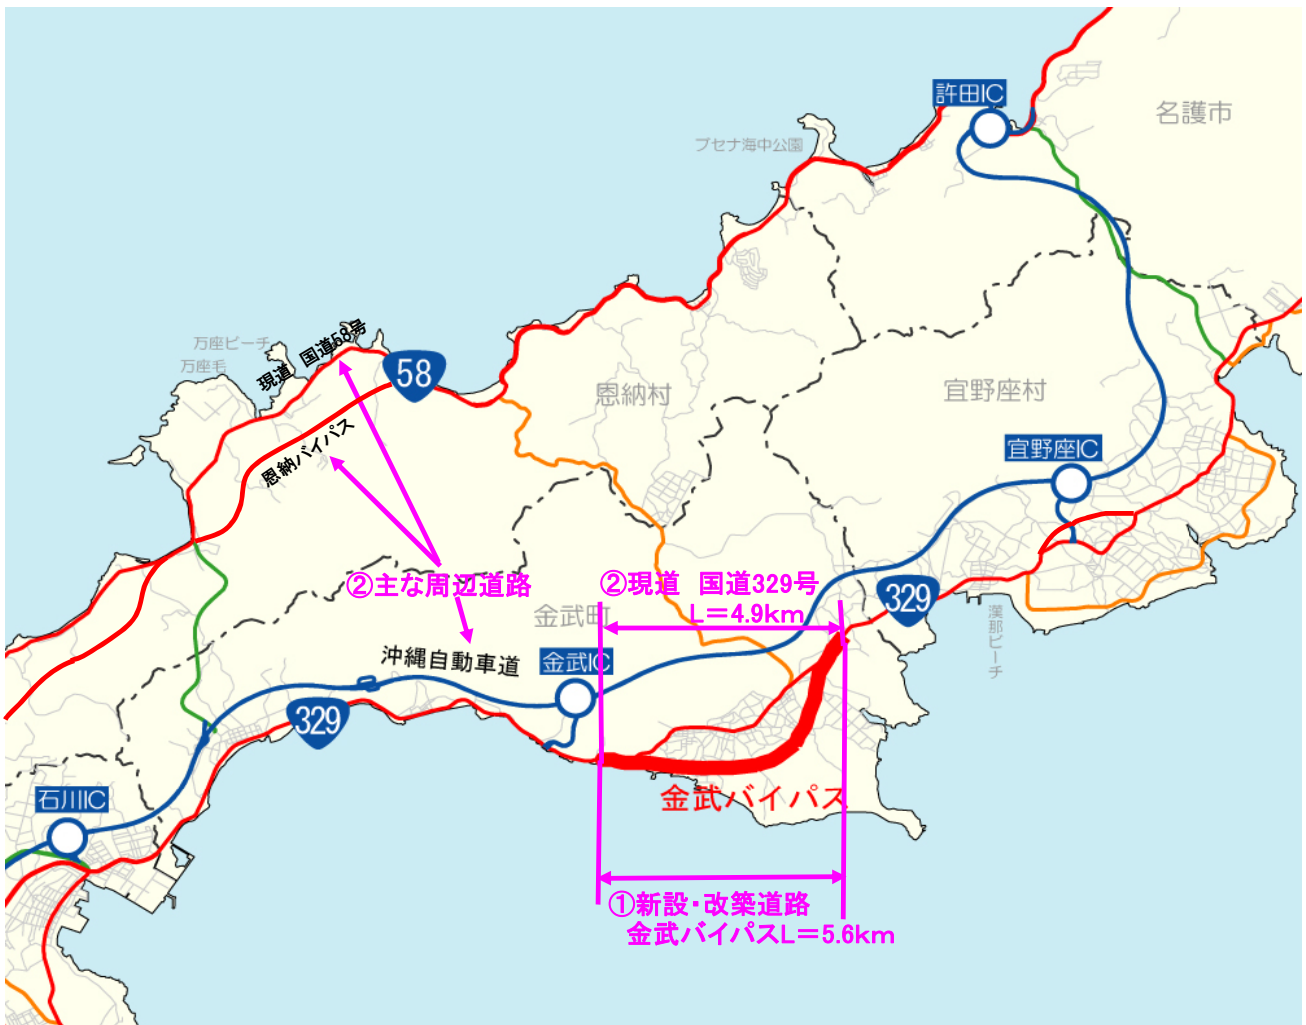 許田IC
名護市
ブセナ海中公園
万座ビーチ
万座毛
現道 国道58号
58
恩納村
宜野座村
恩納バイパス
宜野座IC
②主な周辺道路
②現道 国道329号
L=4.9km
329
金武町
漢那ビーチ
沖縄自動車道
金武IC
329
石川IC
金武バイパス
①新設・改築道路
金武バイパスL=5.6km